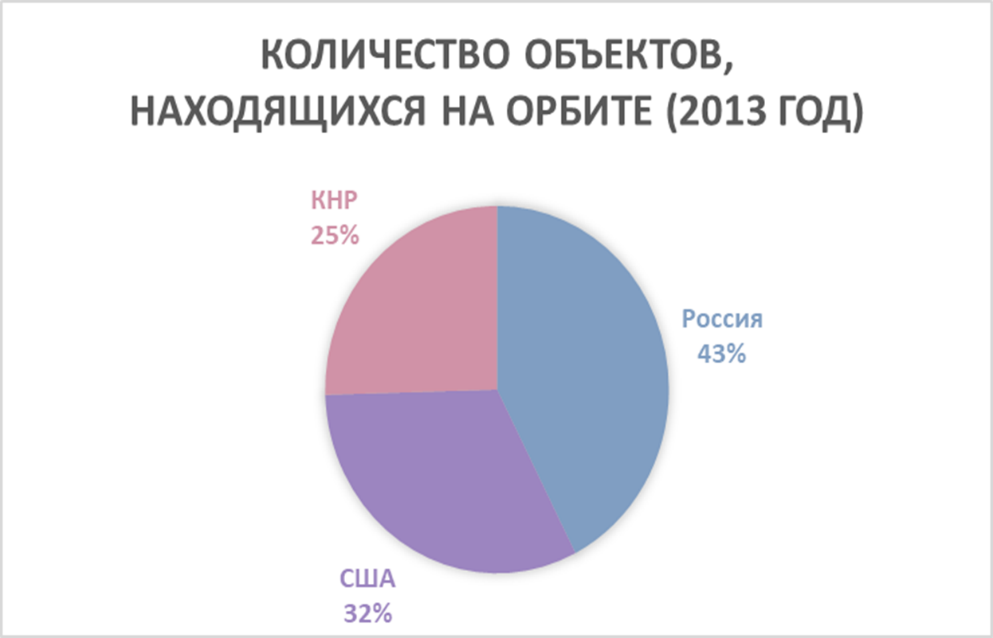 КОЛИЧЕСТВО ОБЪЕКТОВ,
НАХОДЯЩИХСЯ НА ОРБИТЕ (2013 ГОД)
КНР
25%
Россия
43%
США
32%